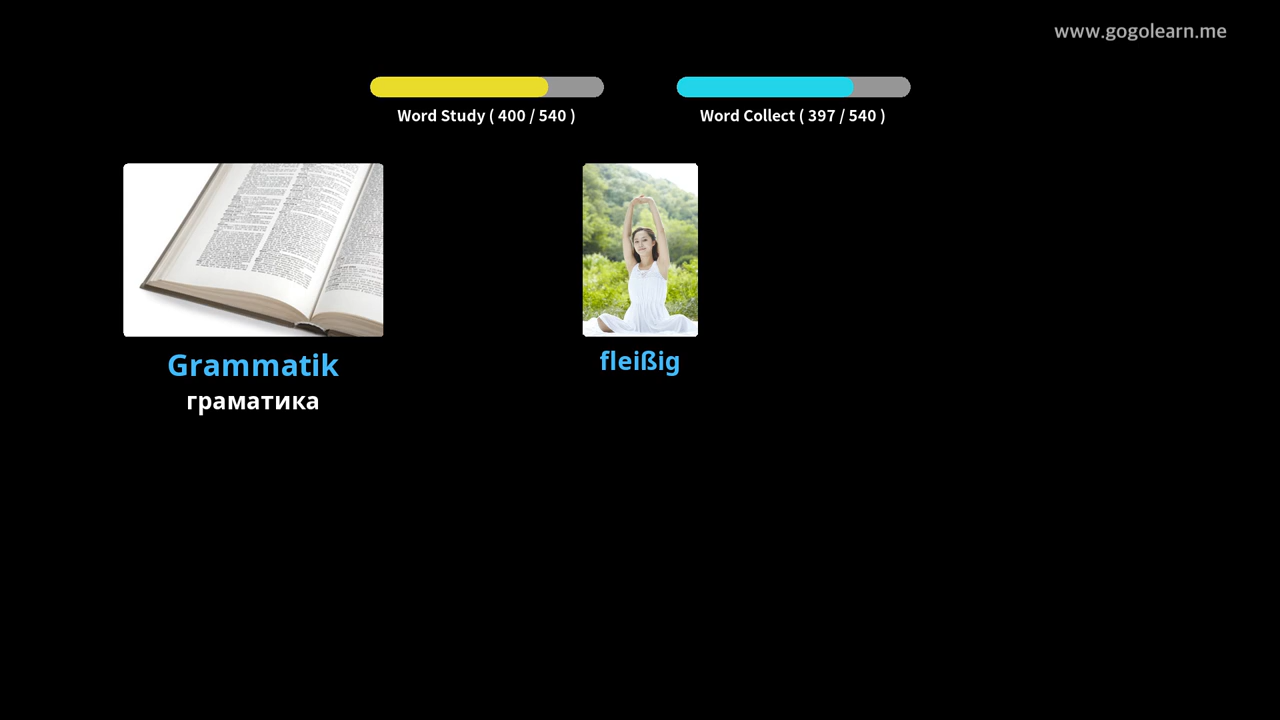 www.gogolearn.me
Word Study ( 400 / 540 )
Word Collect ( 397 / 540 )
Grammatik
граматика
fleißig